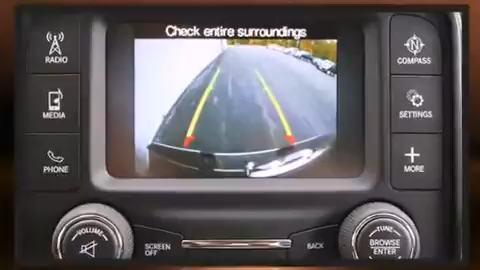 Check entire surroundings
RADIO
MEDIA
PHONE
N
COMPASS
SETTINGS
MORE
VOLUME
SCREEN
OFF
BACK
TUNE
BROWSE
ENTER